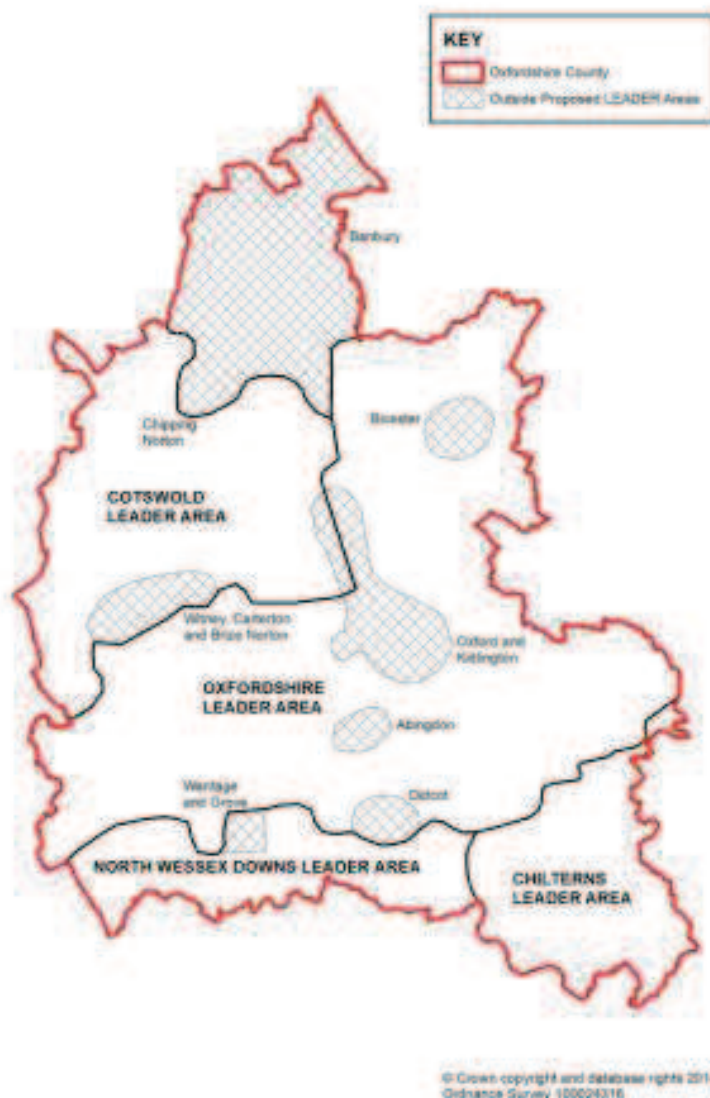 KEY
Oxfordshire County
Outside Proposed LEADER Areas
Banbury
Bicester
Chipping
Norton
COTSWOLD
LEADER AREA
Witney, Carterton
and Brize Norton
Oxford and
Kidlington
OXFORDSHIRE
LEADER AREA
Abingdon
Wantage
and Grove
Didcot
NORTH WESSEX DOWNS LEADER AREA
CHILTERNS
LEADER AREA
© Crown copyright and database rights 201
Ordnance Survey 100024316